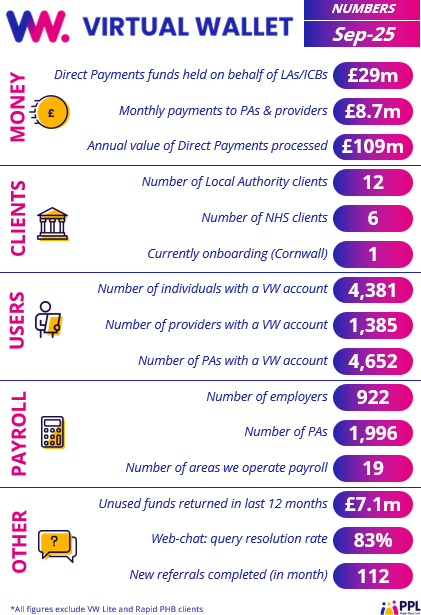 VW. VIRTUAL WALLET
NUMBERS
Sep-25
MONEY
Direct Payments funds held on behalf of LAs/ICBs £29m
£
Monthly payments to PAs & providers £8.7m
Annual value of Direct Payments processed £109m
CLIENTS
Number of Local Authority clients 12
Number of NHS clients 6
Currently onboarding (Cornwall) 1
USERS
Number of individuals with a VW account 4,381
Number of providers with a VW account 1,385
Number of PAs with a VW account 4,652
PAYROLL
Number of employers 922
Number of PAs 1,996
Number of areas we operate payroll 19
OTHER
Unused funds returned in last 12 months £7.1m
?
Web-chat: query resolution rate 83%
New referrals completed (in month) 112
*All figures exclude VW Lite and Rapid PHB clients
PPL